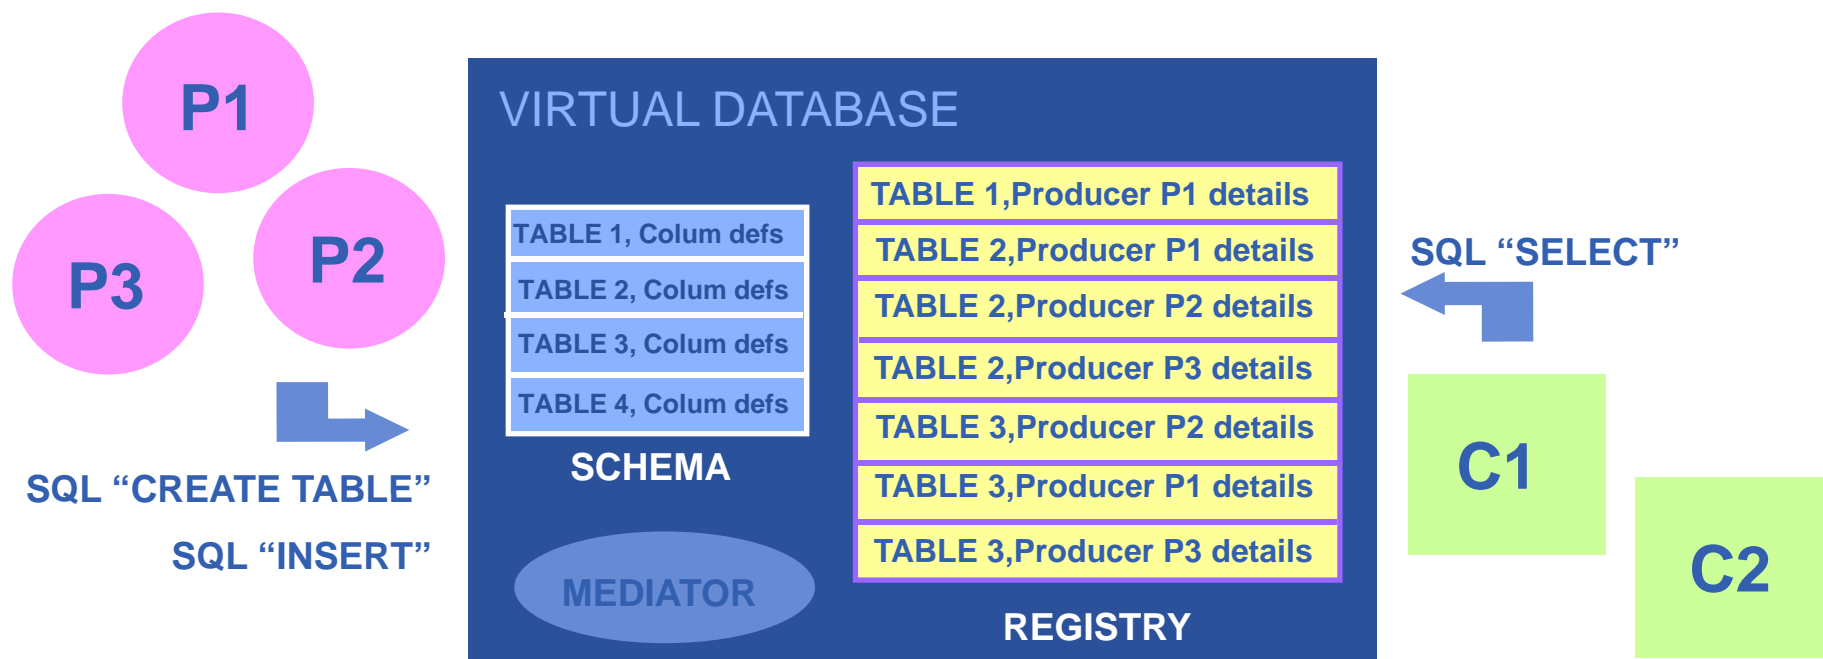 P1
P2
P3
SQL “CREATE TABLE”
SQL “INSERT”
VIRTUAL DATABASE
TABLE 1, Colum defs
TABLE 2, Colum defs
TABLE 3, Colum defs
TABLE 4, Colum defs
SCHEMA
MEDIATOR
TABLE 1,Producer P1 details
TABLE 2,Producer P1 details
TABLE 2,Producer P2 details
TABLE 2,Producer P3 details
TABLE 3,Producer P2 details
TABLE 3,Producer P1 details
TABLE 3,Producer P3 details
REGISTRY
SQL “SELECT”
C1
C2